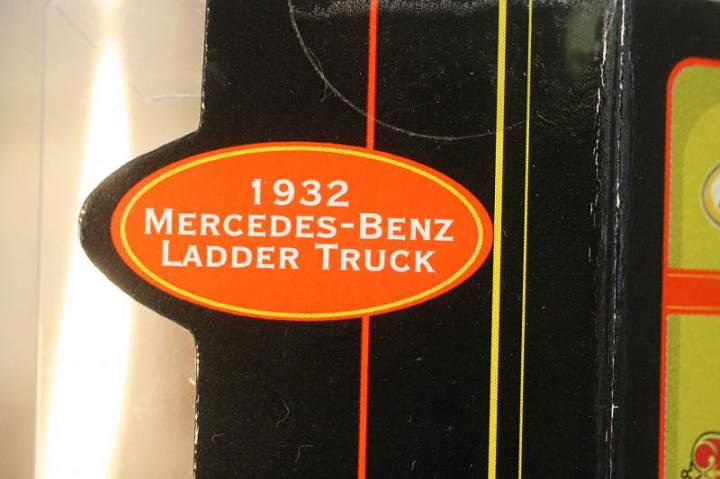 1932
MERCEDES-BENZ
LADDER TRUCK